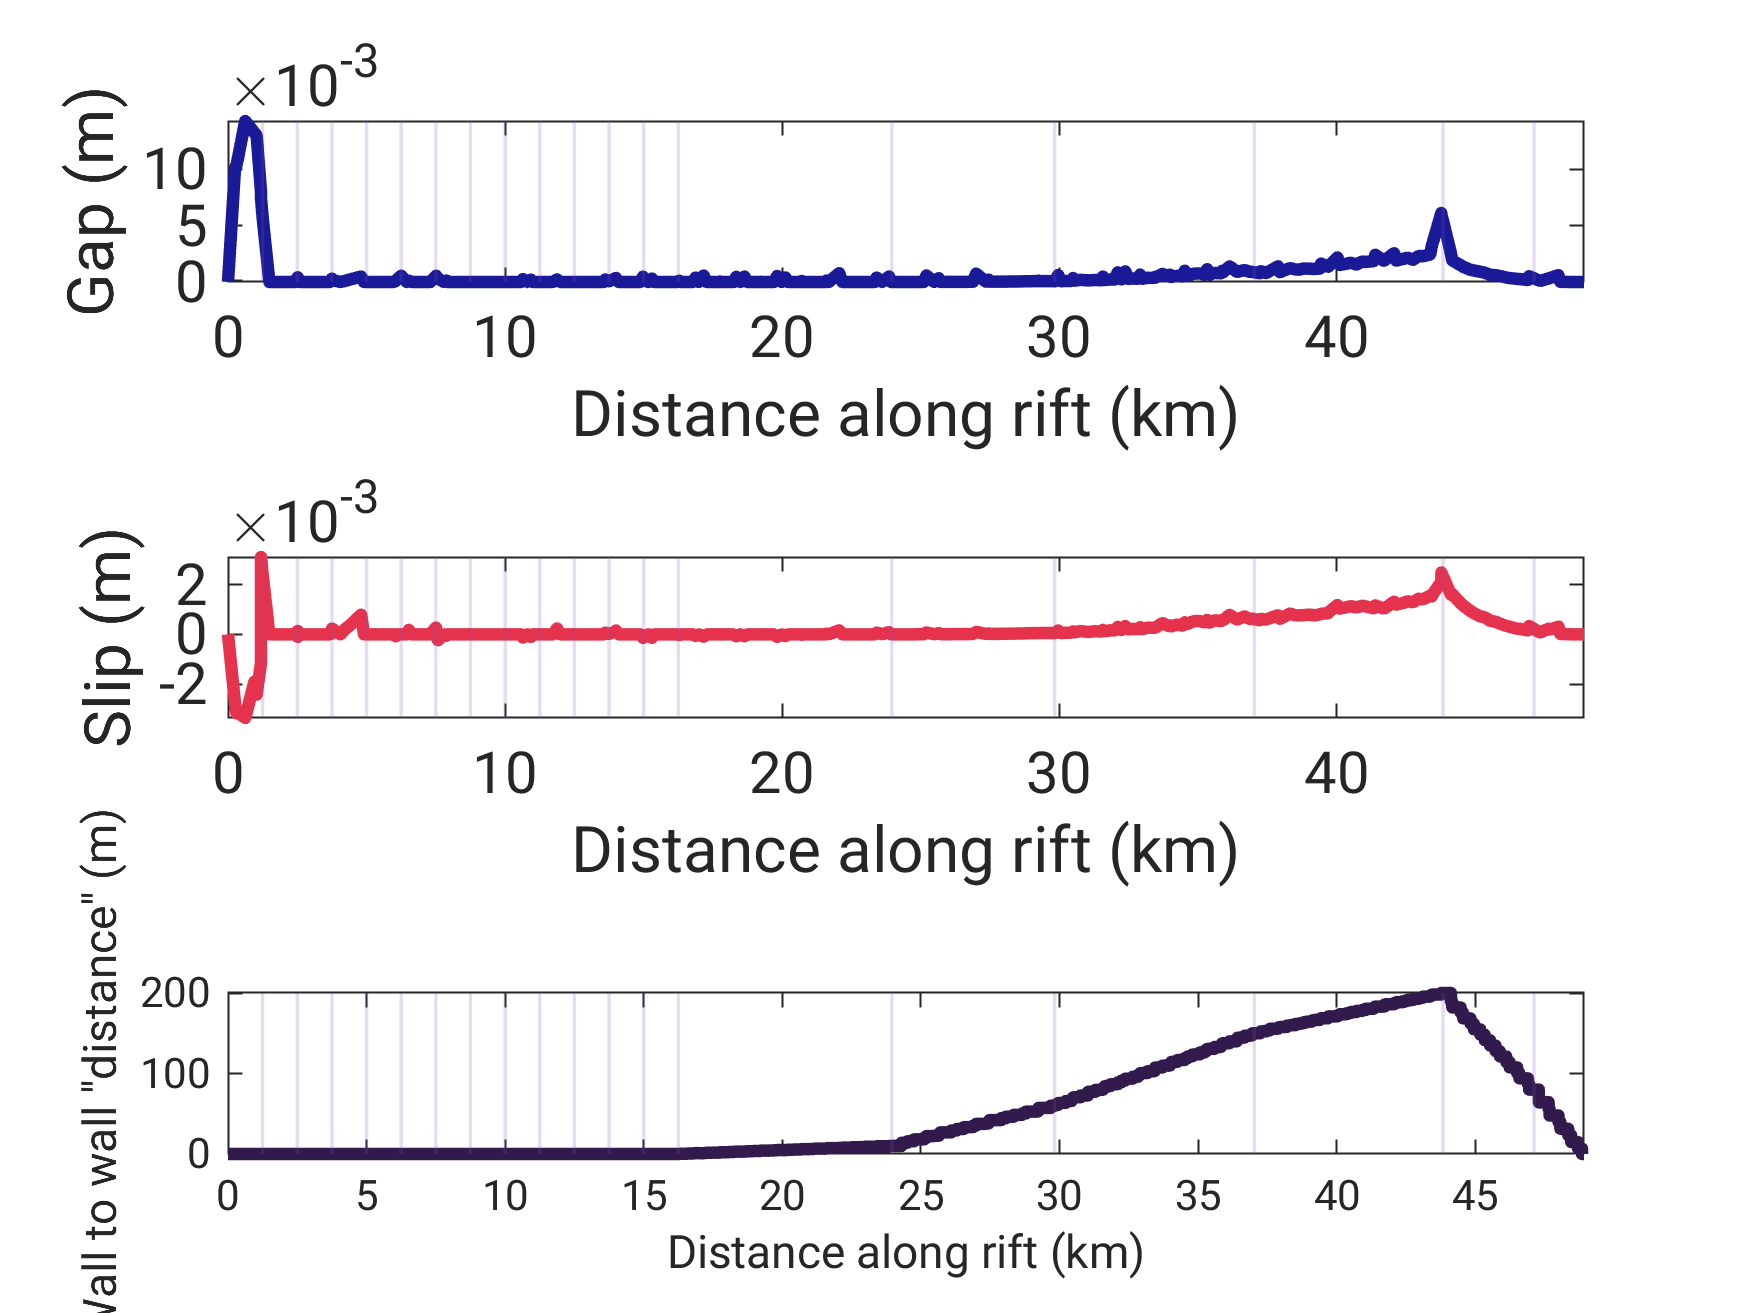 ×10-3
Gap (m)
10
5
0
0 10 20 30 40
Distance along rift (km)
×10-3
Slip (m)
2
0
-2
0 10 20 30 40
Distance along rift (km)
to wall "distance" (m)
200
100
0
0 5 10 15 20 25 30 35 40 45
Distance along rift (km)